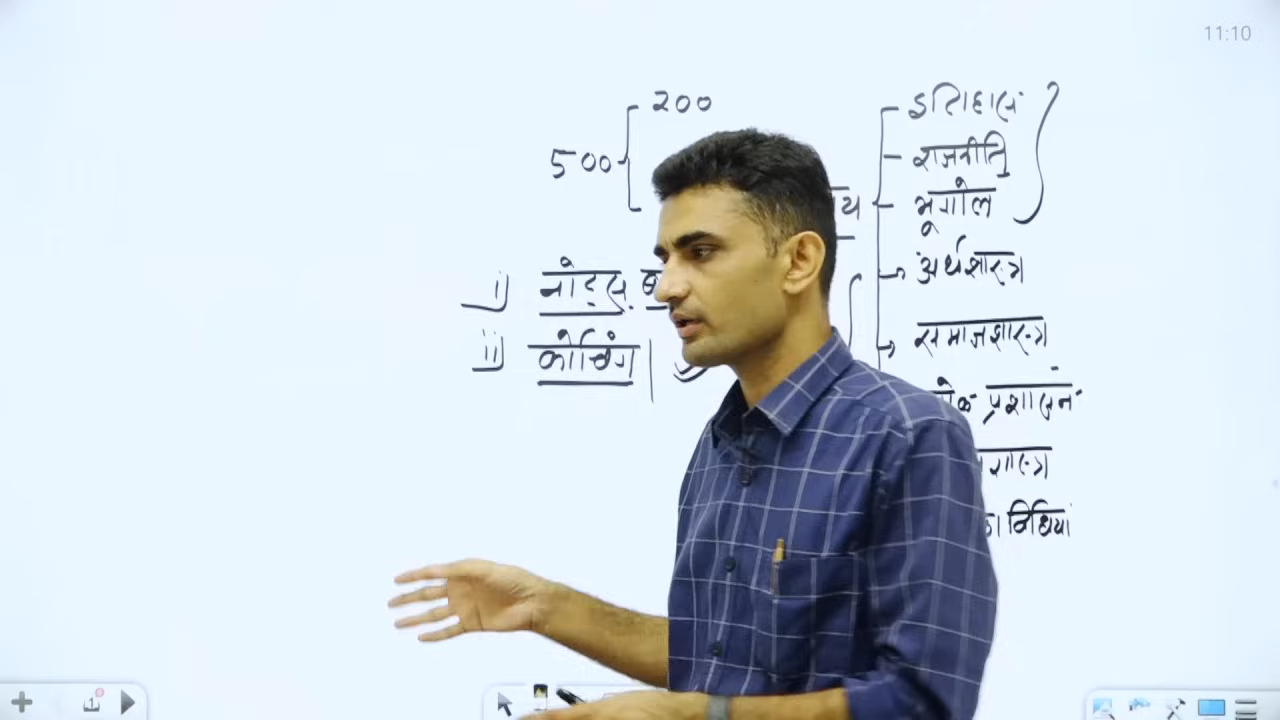 11:10
200
500
इतिहास
राजनीति
भूगोल
अर्थशास्त्र
समाजशास्त्र
प्रशासन
i) नोट्स
ii) कोचिंग